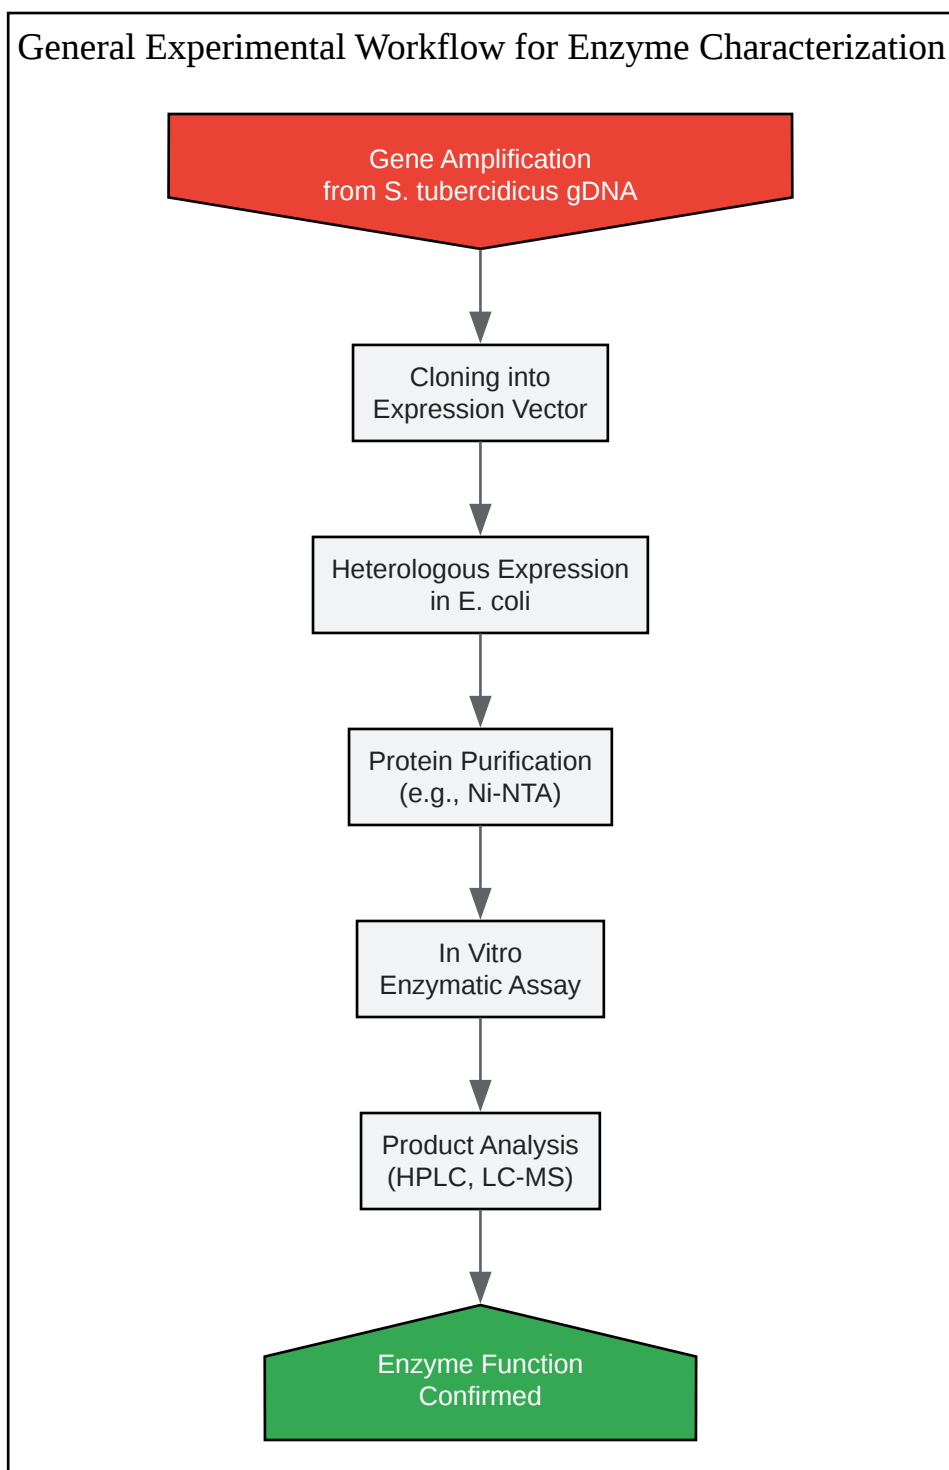 General Experimental Workflow for Enzyme Characterization
Gene Amplification
from S. tubercidicus gDNA
Cloning into
Expression Vector
Heterologous Expression
in E. coli
Protein Purification
(e.g., Ni-NTA)
In Vitro
Enzymatic Assay
Product Analysis
(HPLC, LC-MS)
Enzyme Function
Confirmed